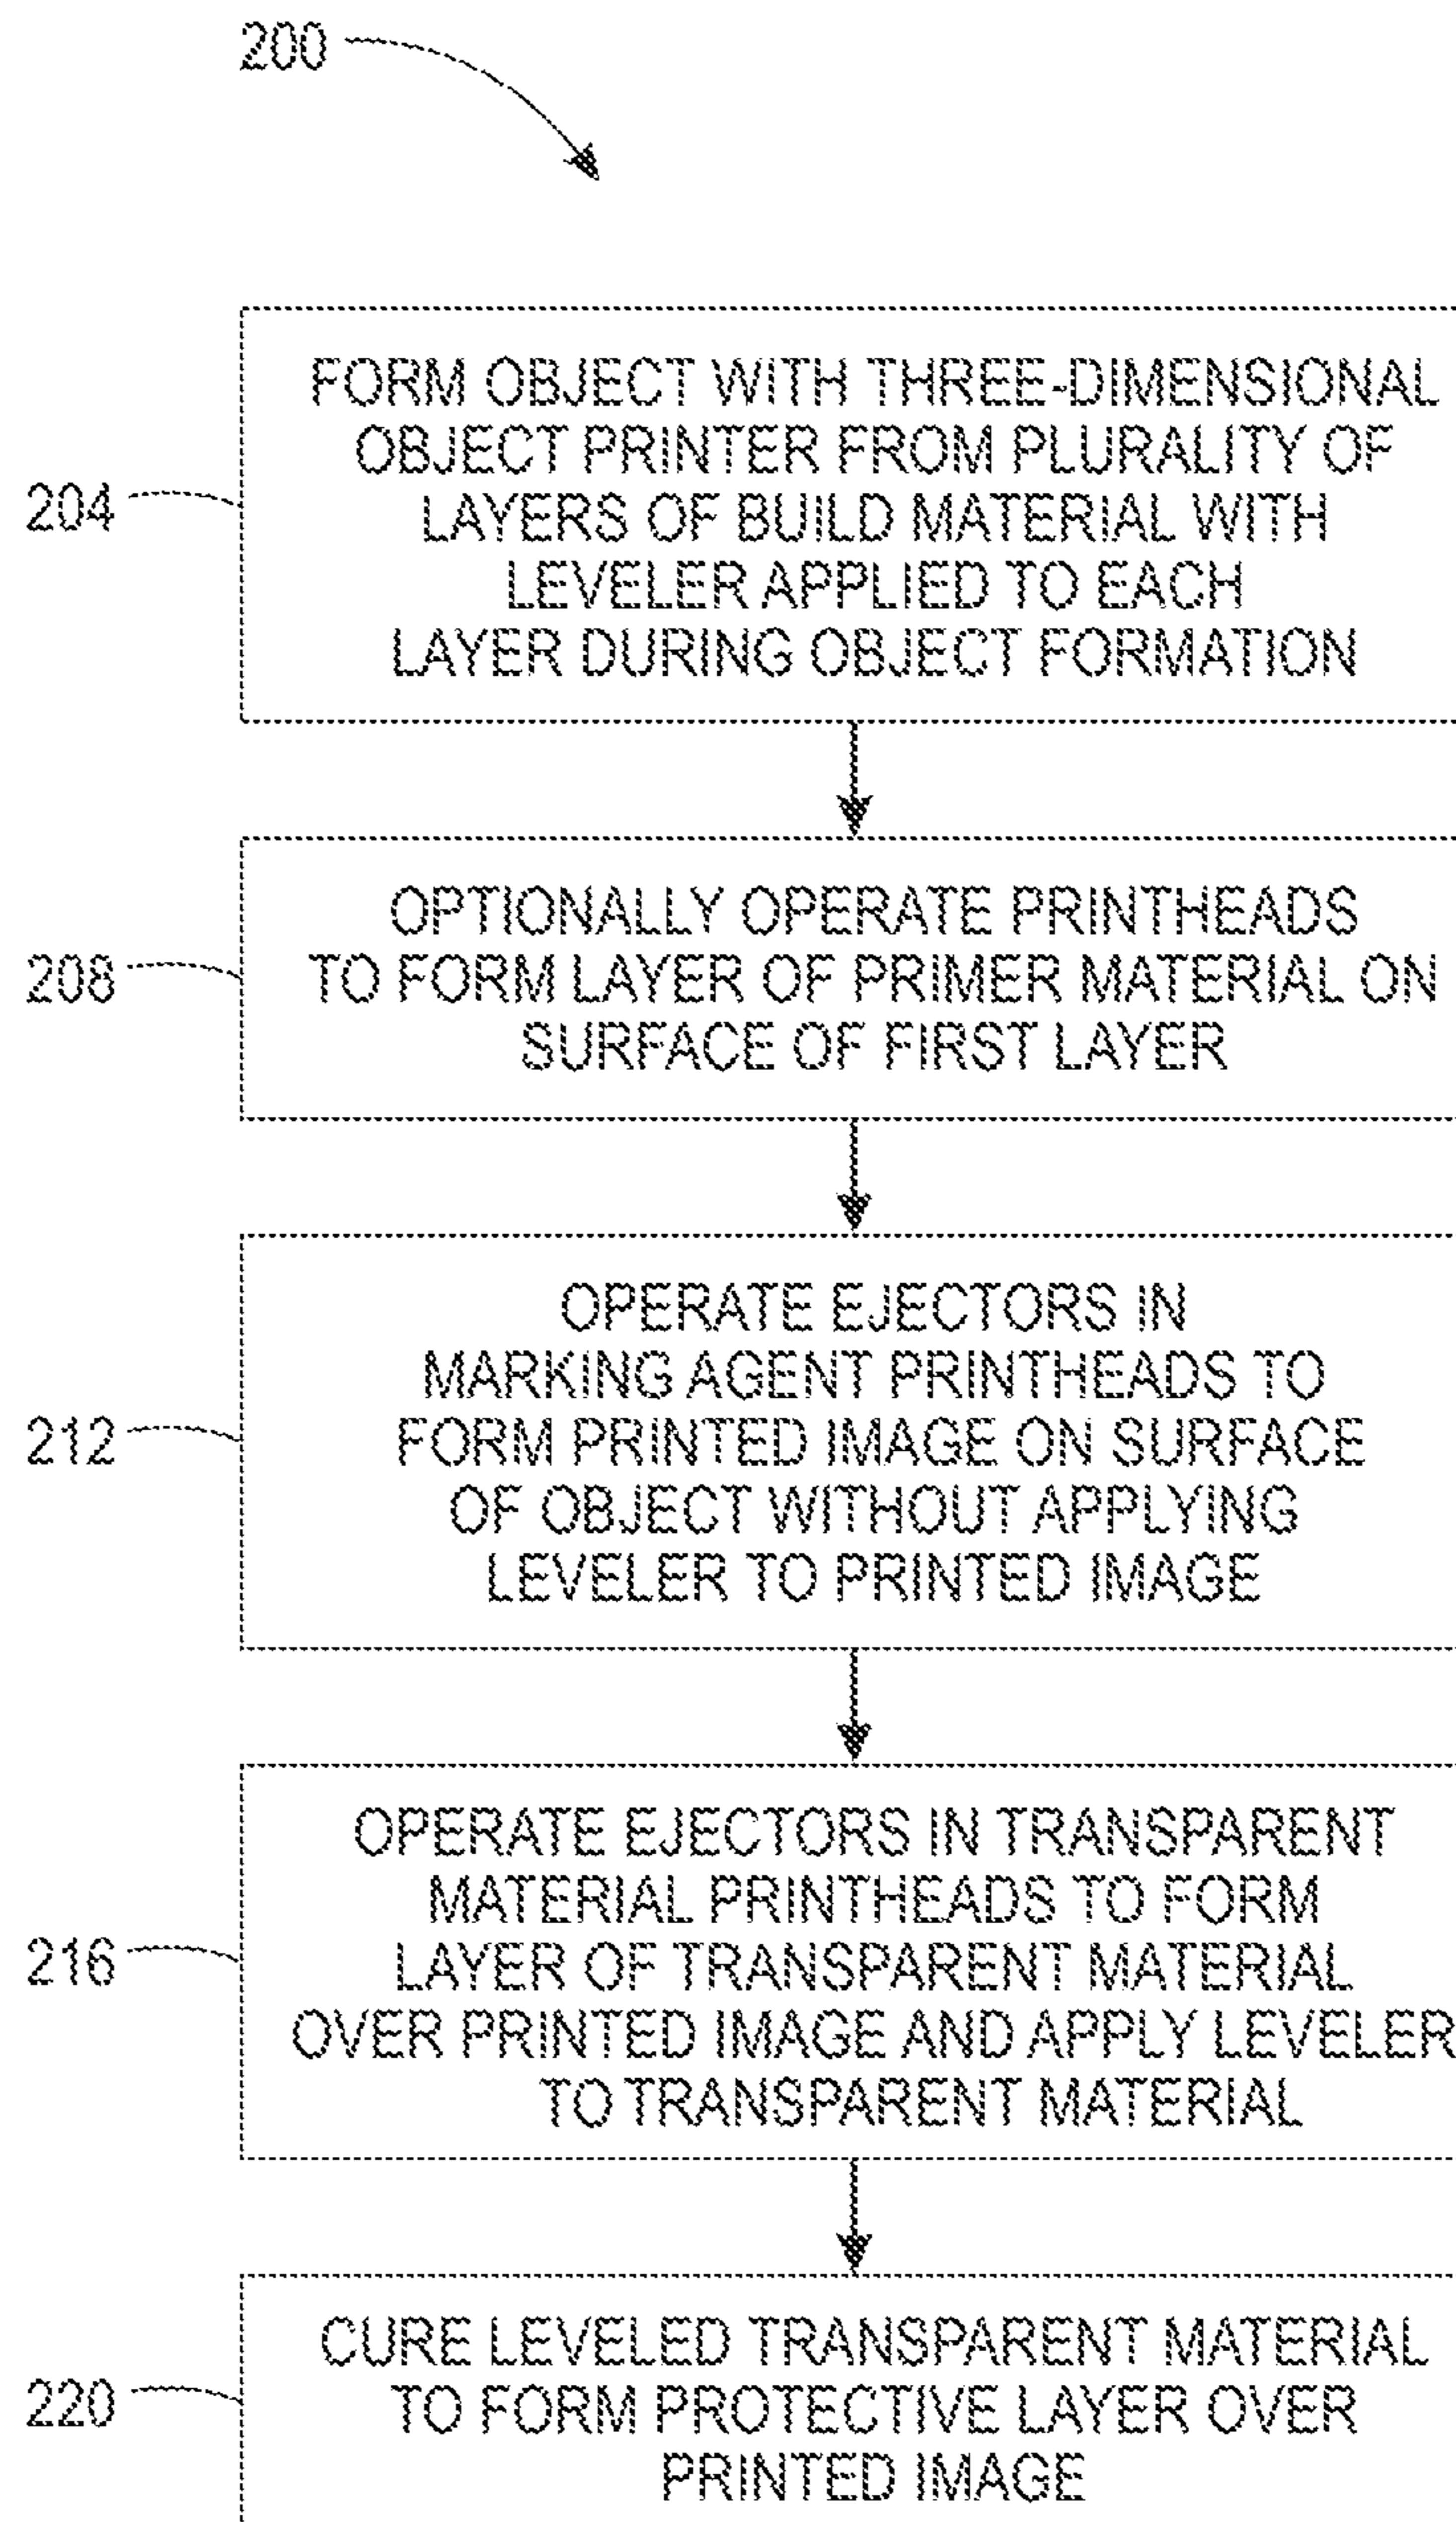 200
204
FORM OBJECT WITH THREE-DIMENSIONAL
OBJECT PRINTER FROM PLURALITY OF
LAYERS OF BUILD MATERIAL WITH
LEVELER APPLIED TO EACH
LAYER DURING OBJECT FORMATION
208
OPTIONALLY OPERATE PRINTHEADS
TO FORM LAYER OF PRIMER MATERIAL ON
SURFACE OF FIRST LAYER
212
OPERATE EJECTORS IN
MARKING AGENT PRINTHEADS TO
FORM PRINTED IMAGE ON SURFACE
OF OBJECT WITHOUT APPLYING
LEVELER TO PRINTED IMAGE
216
OPERATE EJECTORS IN TRANSPARENT
MATERIAL PRINTHEADS TO FORM
LAYER OF TRANSPARENT MATERIAL
OVER PRINTED IMAGE AND APPLY LEVELER
TO TRANSPARENT MATERIAL
220
CURE LEVELED TRANSPARENT MATERIAL
TO FORM PROTECTIVE LAYER OVER
PRINTED IMAGE